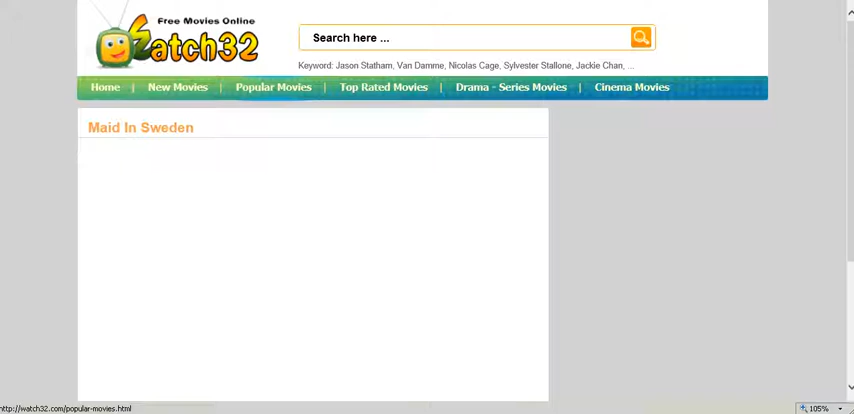 Free Movies Online
Watch32
Search here ...
Keyword: Jason Statham, Van Damme, Nicolas Cage, Sylvester Stallone, Jackie Chan, ...
Home | New Movies | Popular Movies | Top Rated Movies | Drama - Series Movies | Cinema Movies
Maid In Sweden
http://watch32.com/popular-movies.html
105%